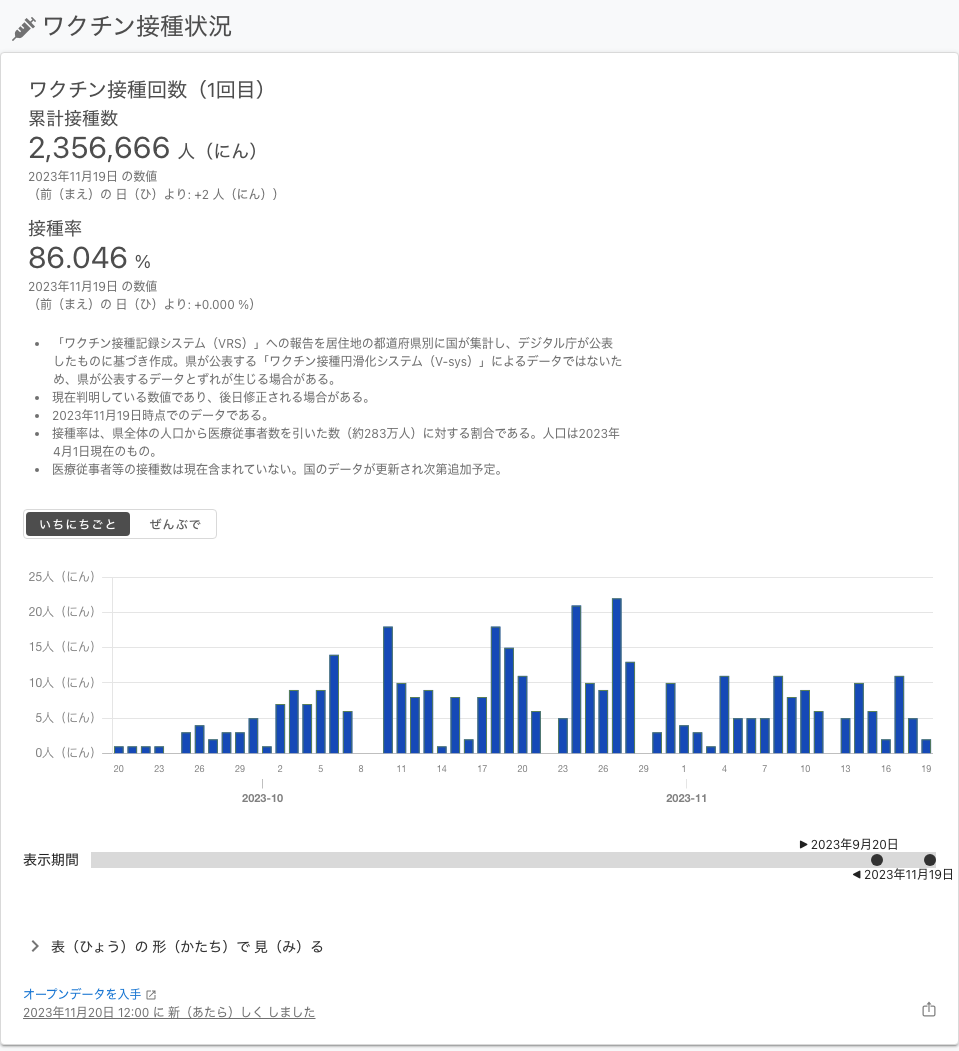 ワクチン接種状況
ワクチン接種回数（1回目）
累計接種数
2,356,666 人（にん）
2023年11月19日 の数値
（前（まえ）の 日（ひ）より: +2 人（にん））
接種率
86.046 %
2023年11月19日 の数値
（前（まえ）の 日（ひ）より: +0.000 %）
• 「ワクチン接種記録システム（VRS）」への報告を居住地の都道府県別に国が集計し、デジタル庁が公表
したものに基づき作成。県が公表する「ワクチン接種円滑化システム（V-sys）」によるデータではないた
め、県が公表するデータとずれが生じる場合がある。
• 現在判明している数値であり、後日修正される場合がある。
• 2023年11月19日時点でのデータである。
• 接種率は、県全体の人口から医療従事者数を引いた数（約283万人）に対する割合である。人口は2023年
4月1日現在のもの。
• 医療従事者等の接種数は現在含まれていない。国のデータが更新され次第追加予定。
いちにちごと ぜんぶで
25人（にん）
20人（にん）
15人（にん）
10人（にん）
5人（にん）
0人（にん）
20 23 26 29 2 5 8 11 14 17 20 23 26 29 1 4 7 10 13 16 19
2023-10 2023-11
▶ 2023年9月20日
表示期間
◀ 2023年11月19日
表（ひょう）の 形（かたち）で 見（み）る
オープンデータを入手
2023年11月20日 12:00 に 新（あたら）しく しました